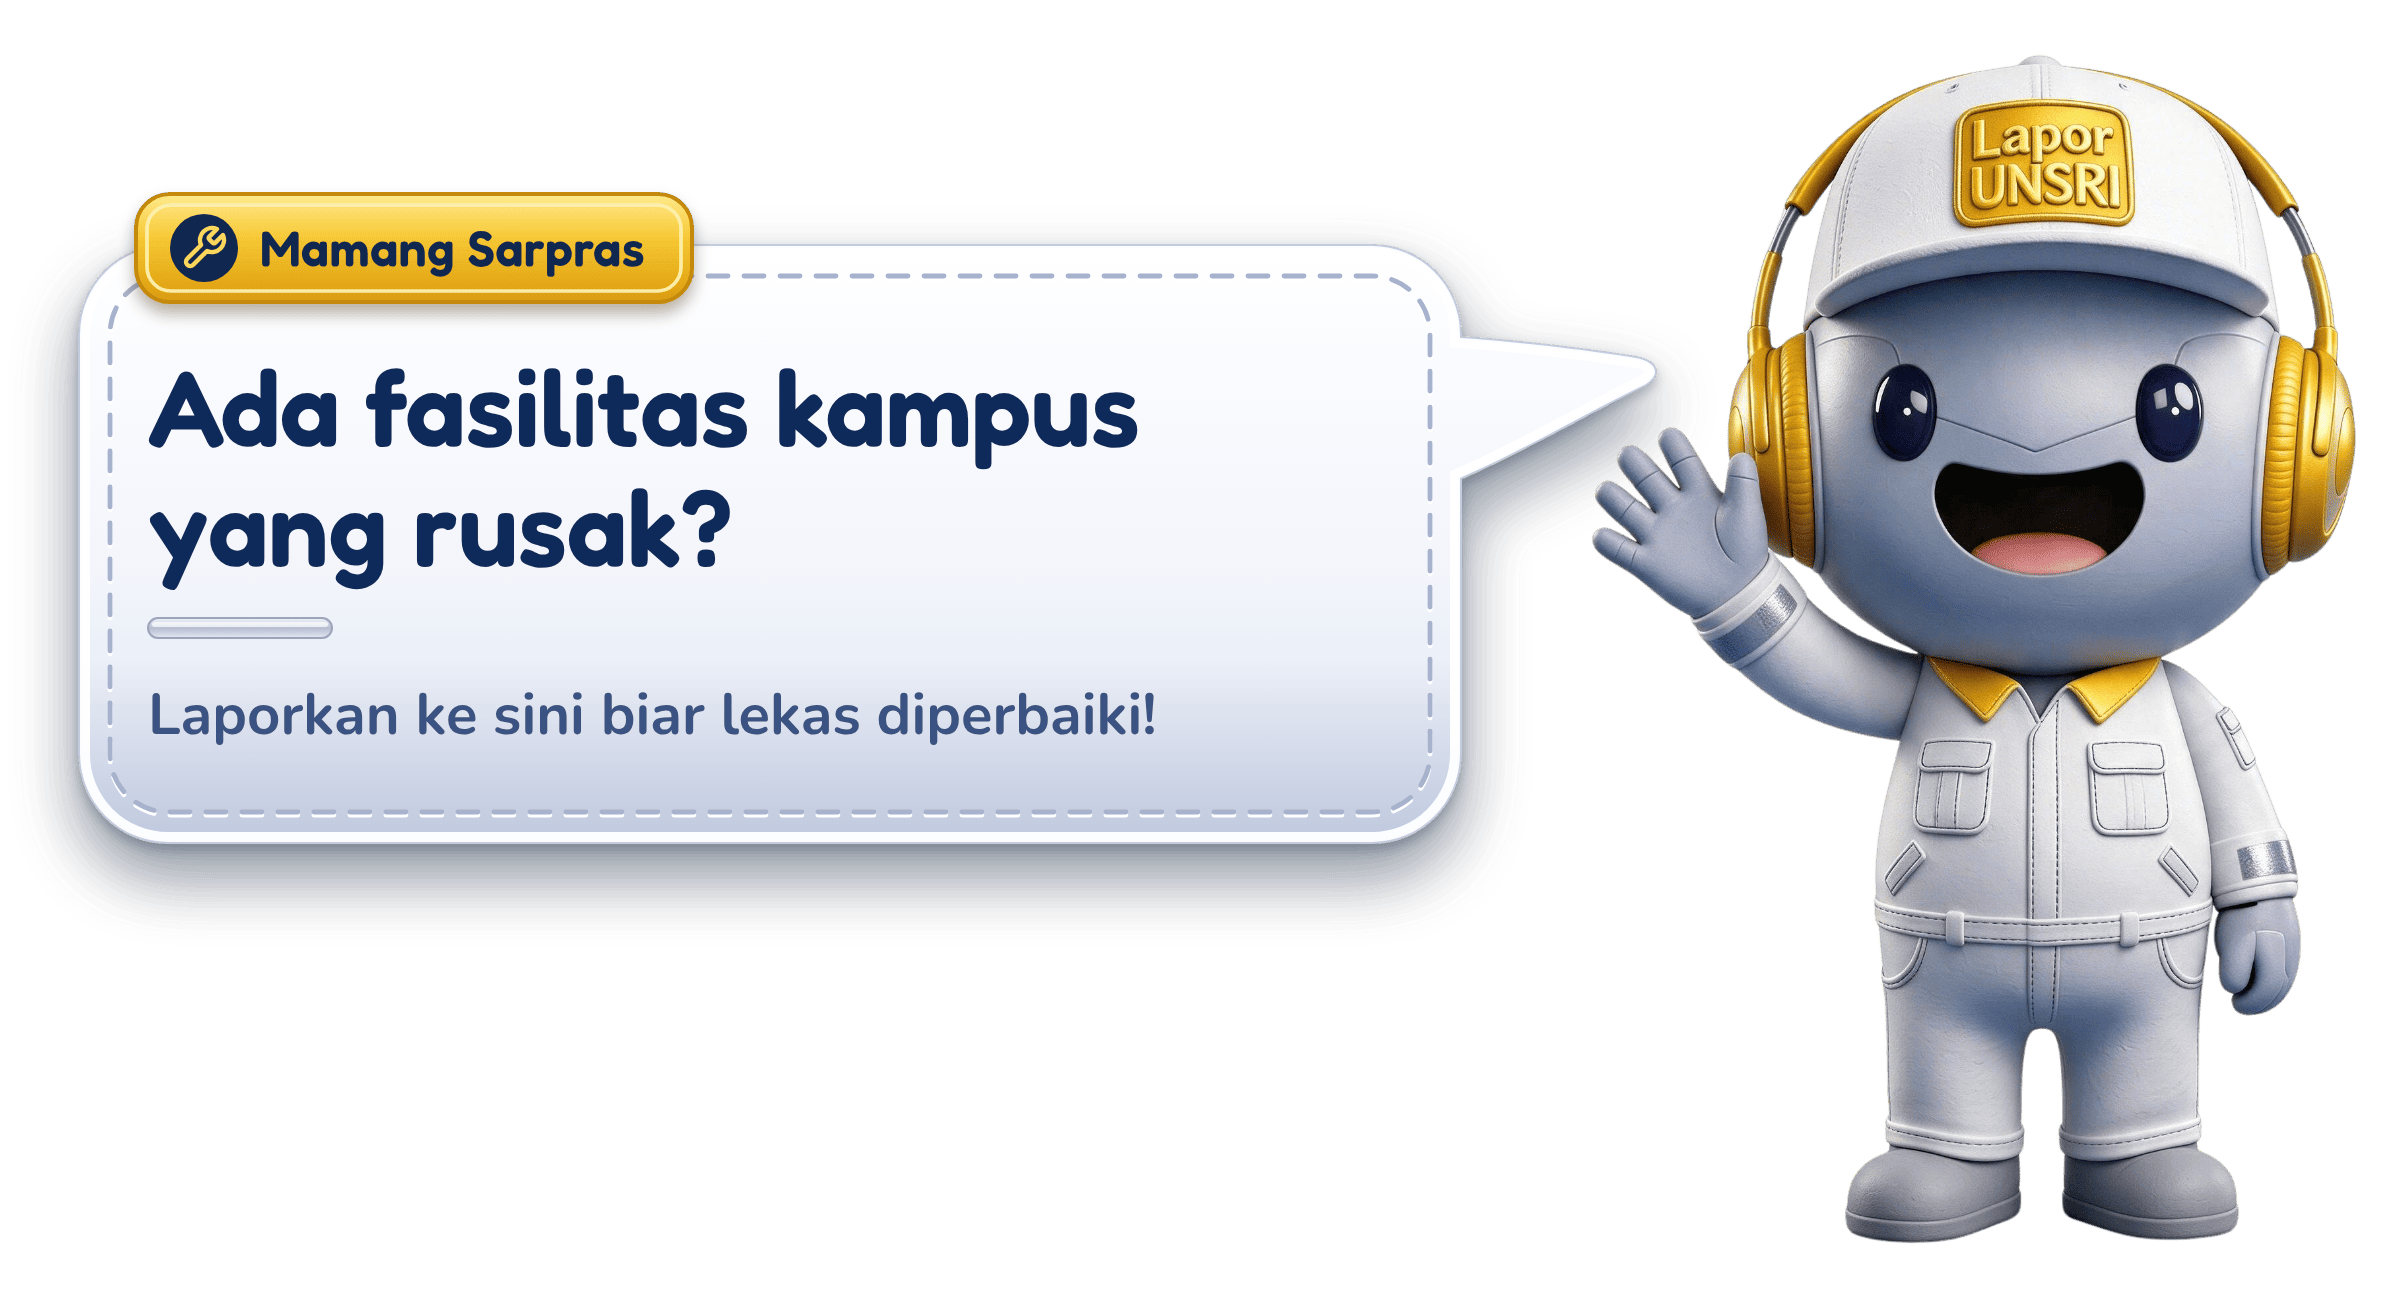 Mamang Sarpras
Ada fasilitas kampus
yang rusak?
Laporkan ke sini biar lekas diperbaiki!
Lapor
UNSRI